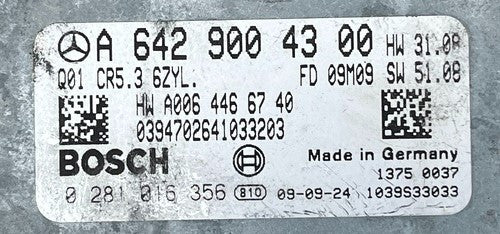 A 642 900 43 00 HW 31.08
Q01 CR5.3 6ZYL. FD 09M09 SW 51.08
HW A006 446 67 40
0394702641033203
BOSCH Made in Germany
1375 0037
0 281 016 356 810 09-09-24 1039S33033